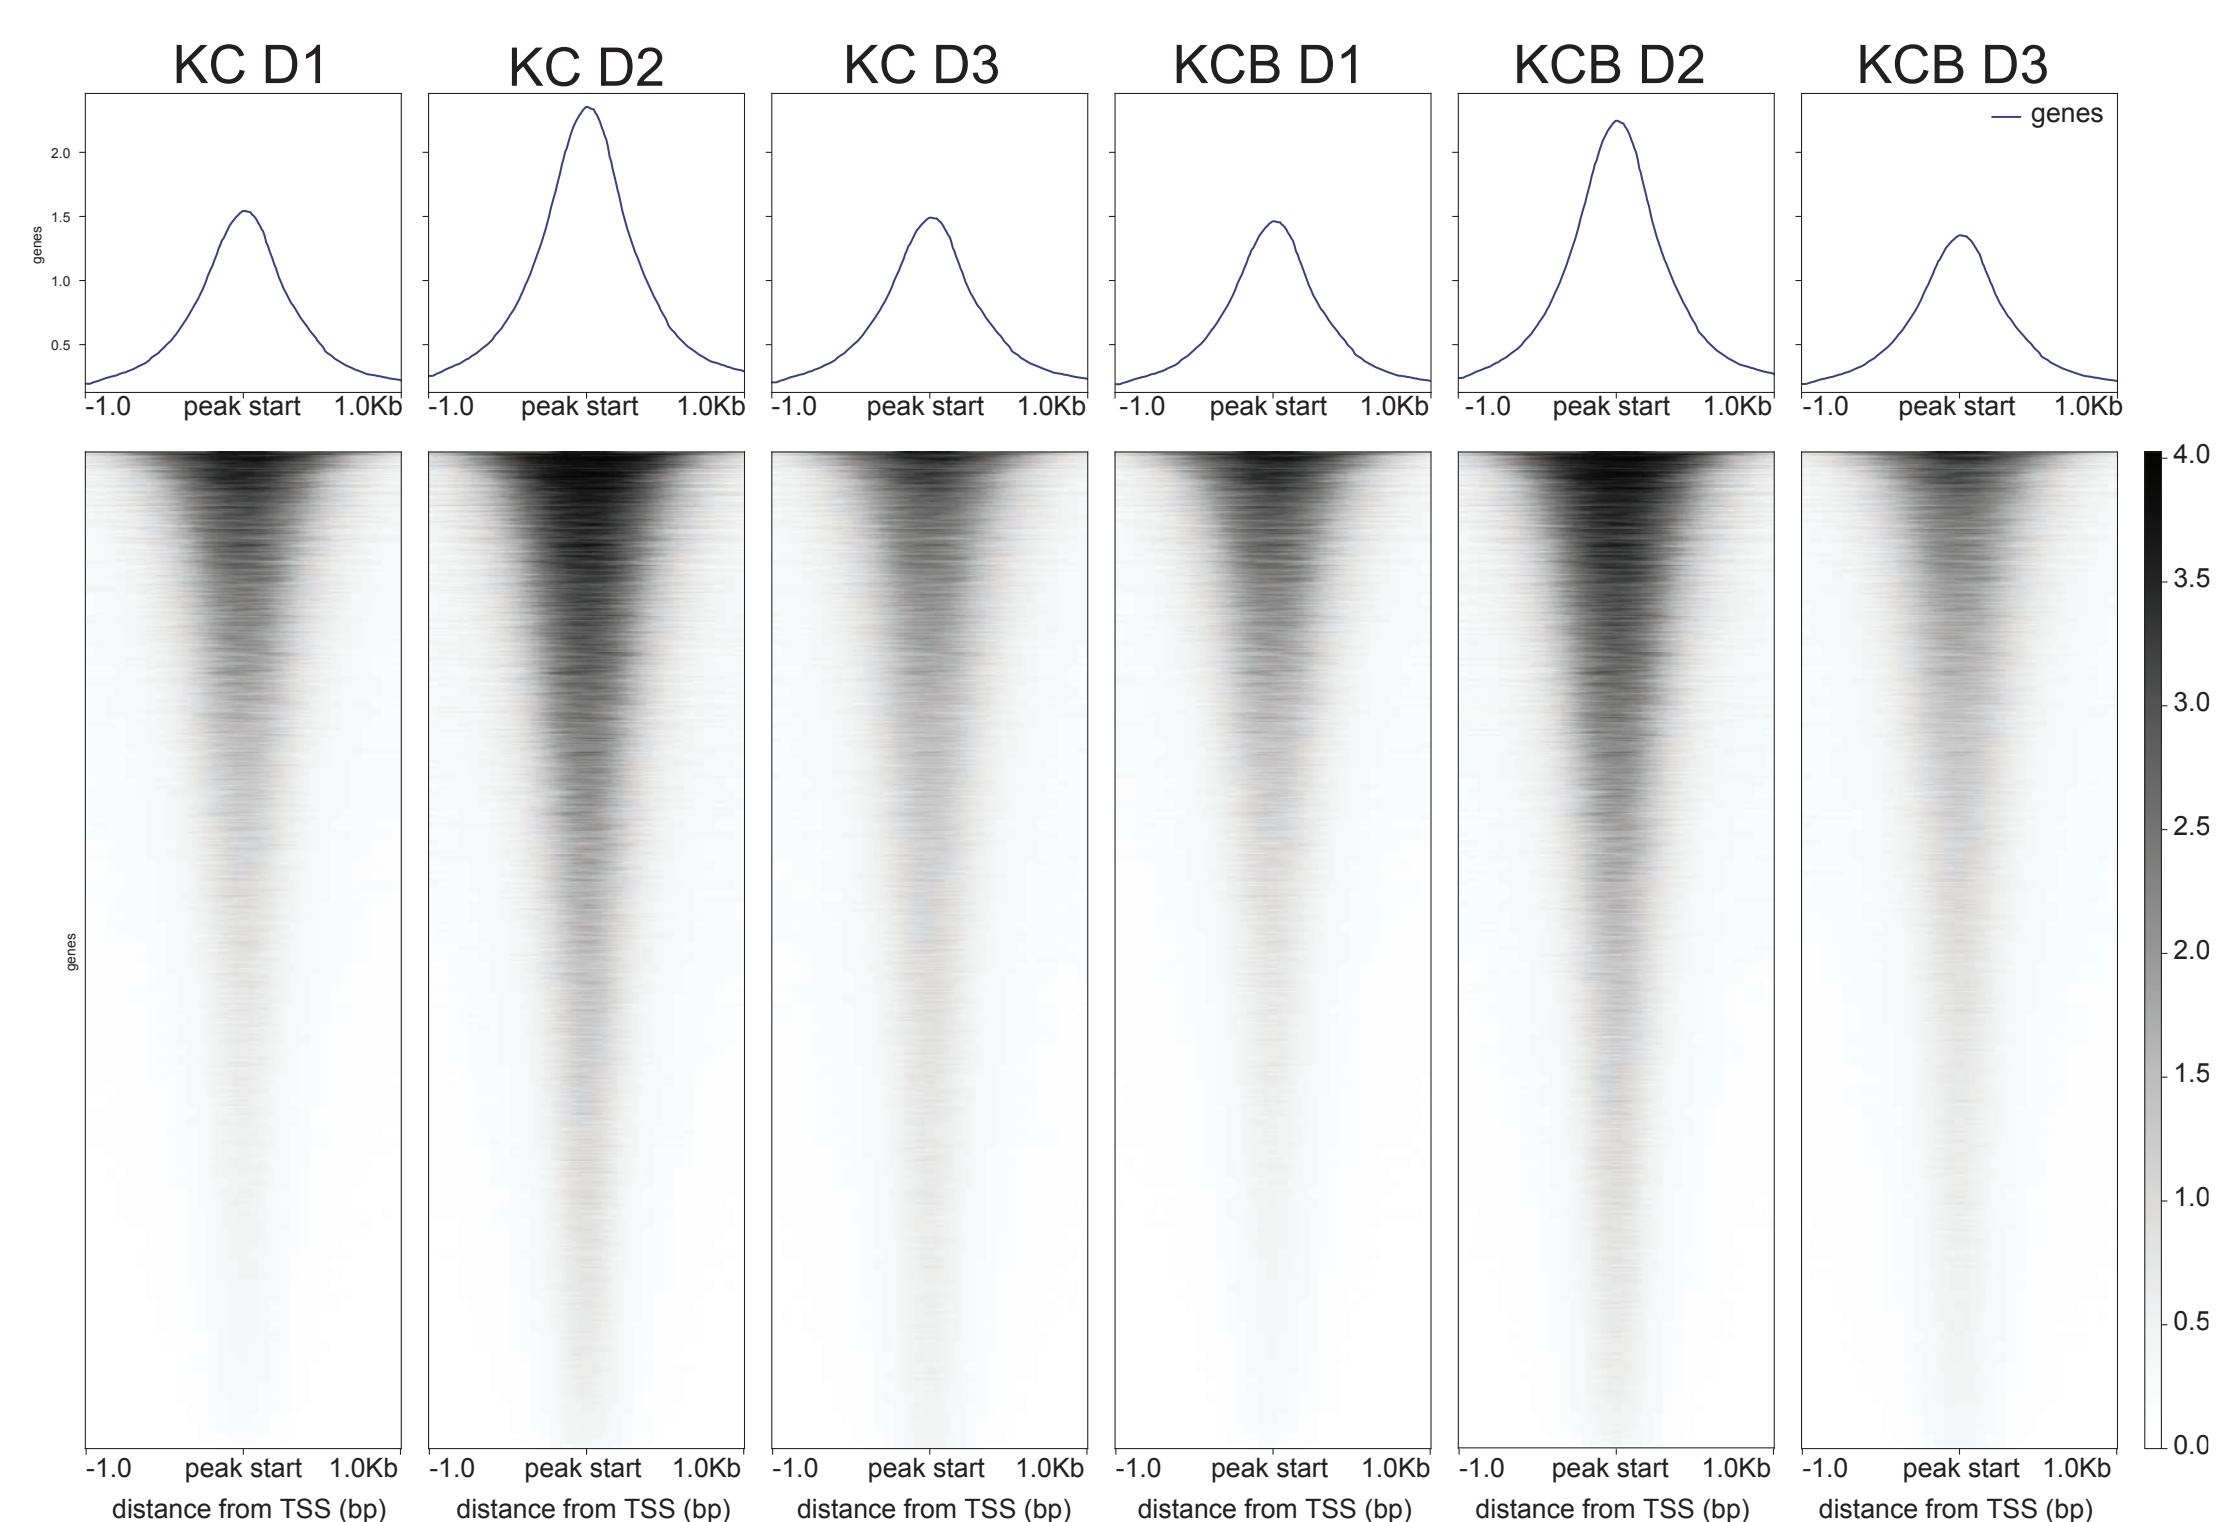 KC D1 KC D2 KC D3 KCB D1 KCB D2 KCB D3
genes
2.0
1.5
1.0
0.5
genes
-1.0 peak start 1.0Kb -1.0 peak start 1.0Kb -1.0 peak start 1.0Kb -1.0 peak start 1.0Kb -1.0 peak start 1.0Kb -1.0 peak start 1.0Kb
4.0
3.5
3.0
2.5
2.0
1.5
1.0
0.5
0.0
genes
-1.0 peak start 1.0Kb -1.0 peak start 1.0Kb -1.0 peak start 1.0Kb -1.0 peak start 1.0Kb -1.0 peak start 1.0Kb -1.0 peak start 1.0Kb
distance from TSS (bp) distance from TSS (bp) distance from TSS (bp) distance from TSS (bp) distance from TSS (bp) distance from TSS (bp)